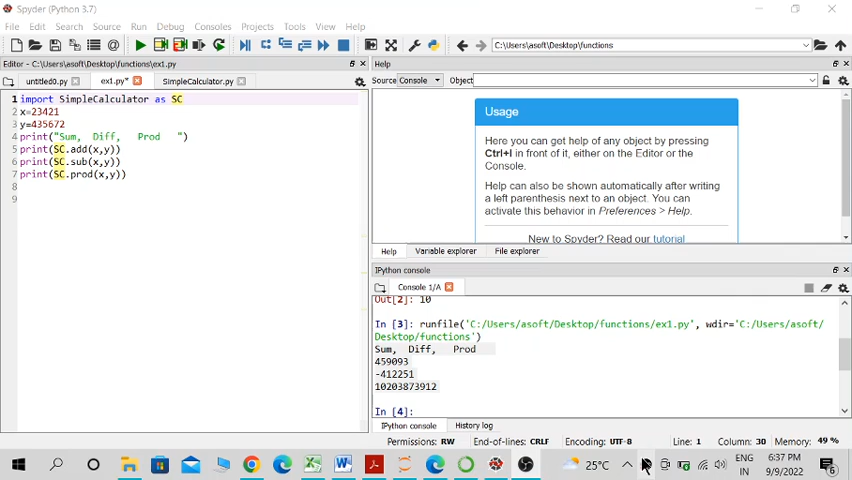 Spyder (Python 3.7)
File Edit Search Source Run Debug Consoles Projects Tools View Help
C:\Users\asoft\Desktop\functions
Editor - C:\Users\asoft\Desktop\functions\ex1.py
untitled0.py
ex1.py*
SimpleCalculator.py
1 import SimpleCalculator as SC
2 x=23421
3 y=435672
4 print("Sum,  Diff,   Prod   ")
5 print(SC.add(x,y))
6 print(SC.sub(x,y))
7 print(SC.prod(x,y))
8
9
Help
Source Console Object
Usage
Here you can get help of any object by pressing
Ctrl+I in front of it, either on the Editor or the
Console.
Help can also be shown automatically after writing
a left parenthesis next to an object. You can
activate this behavior in Preferences > Help.
New to Spyder? Read our tutorial
Help Variable explorer File explorer
IPython console
Console 1/A
Out[2]: 10
In [3]: runfile('C:/Users/asoft/Desktop/functions/ex1.py', wdir='C:/Users/asoft/
Desktop/functions')
Sum,  Diff,   Prod
459093
-412251
10203873912
In [4]:
IPython console History log
Permissions: RW End-of-lines: CRLF Encoding: UTF-8 Line: 1 Column: 30 Memory: 49 %
25°C
ENG
IN
6:37 PM
9/9/2022
6